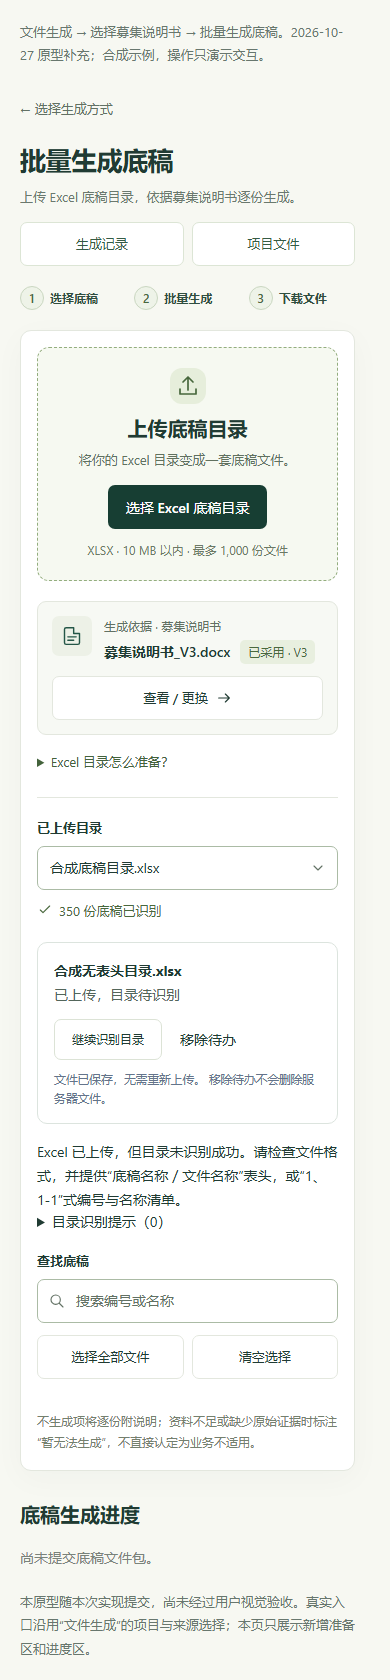 文件生成 → 选择募集说明书 → 批量生成底稿。2026-10-
27 原型补充；合成示例，操作只演示交互。
← 选择生成方式
批量生成底稿
上传 Excel 底稿目录，依据募集说明书逐份生成。
生成记录
项目文件
1 选择底稿
2 批量生成
3 下载文件
上传底稿目录
将你的 Excel 目录变成一套底稿文件。
选择 Excel 底稿目录
XLSX · 10 MB 以内 · 最多 1,000 份文件
生成依据 · 募集说明书
募集说明书_V3.docx 已采用 · V3
查看 / 更换 →
▶ Excel 目录怎么准备？
已上传目录
合成底稿目录.xlsx
✓ 350 份底稿已识别
合成无表头目录.xlsx
已上传，目录待识别
继续识别目录
移除待办
文件已保存，无需重新上传。 移除待办不会删除服
务器文件。
Excel 已上传，但目录未识别成功。请检查文件格
式，并提供“底稿名称 / 文件名称”表头，或“1、
1-1”式编号与名称清单。
▶ 目录识别提示（0）
查找底稿
搜索编号或名称
选择全部文件
清空选择
不生成项将逐份附说明；资料不足或缺少原始证据时标注
“暂无法生成”，不直接认定为业务不适用。
底稿生成进度
尚未提交底稿文件包。
本原型随本次实现提交，尚未经过用户视觉验收。真实入
口沿用“文件生成”的项目与来源选择；本页只展示新增准备
区和进度区。